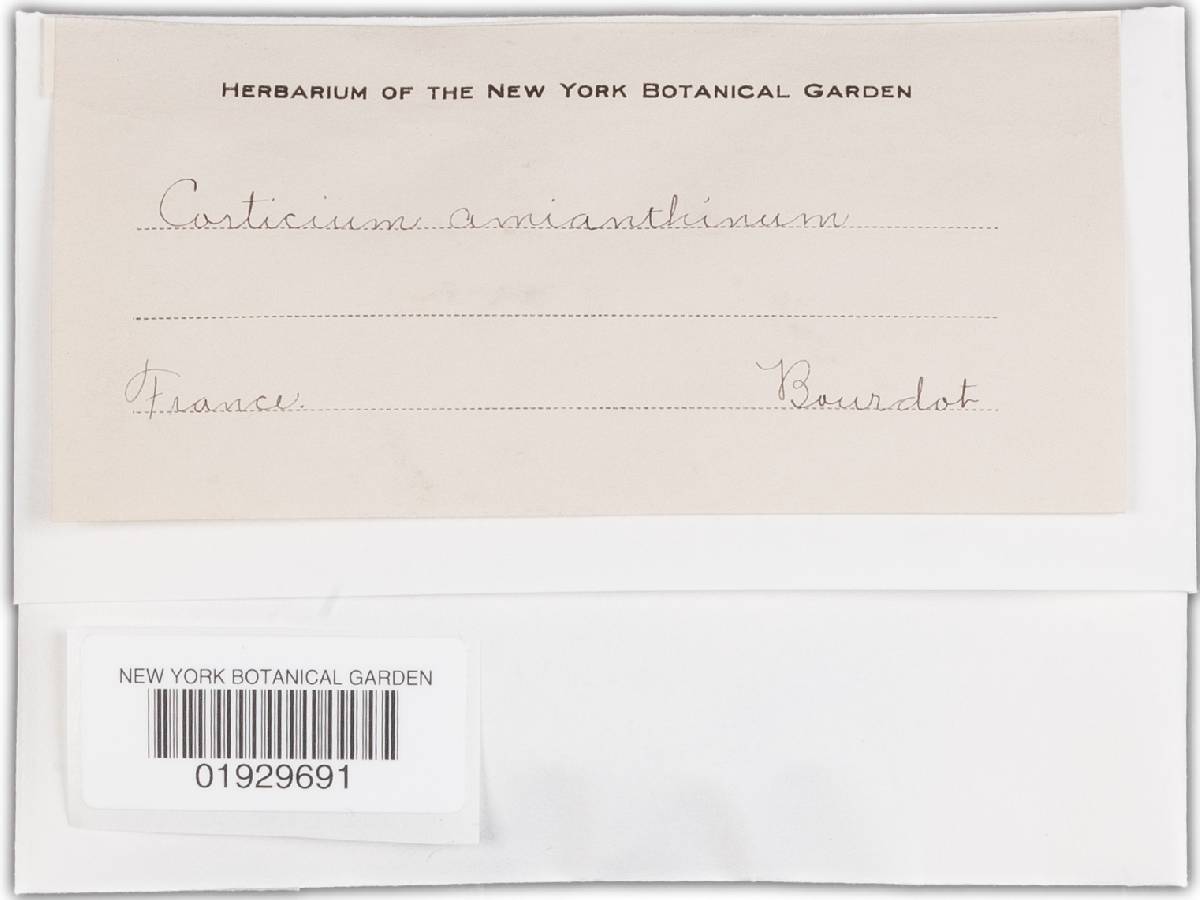 HERBARIUM OF THE NEW YORK BOTANICAL GARDEN
Corticium amianthinum
France. Bourdot
NEW YORK BOTANICAL GARDEN
01929691